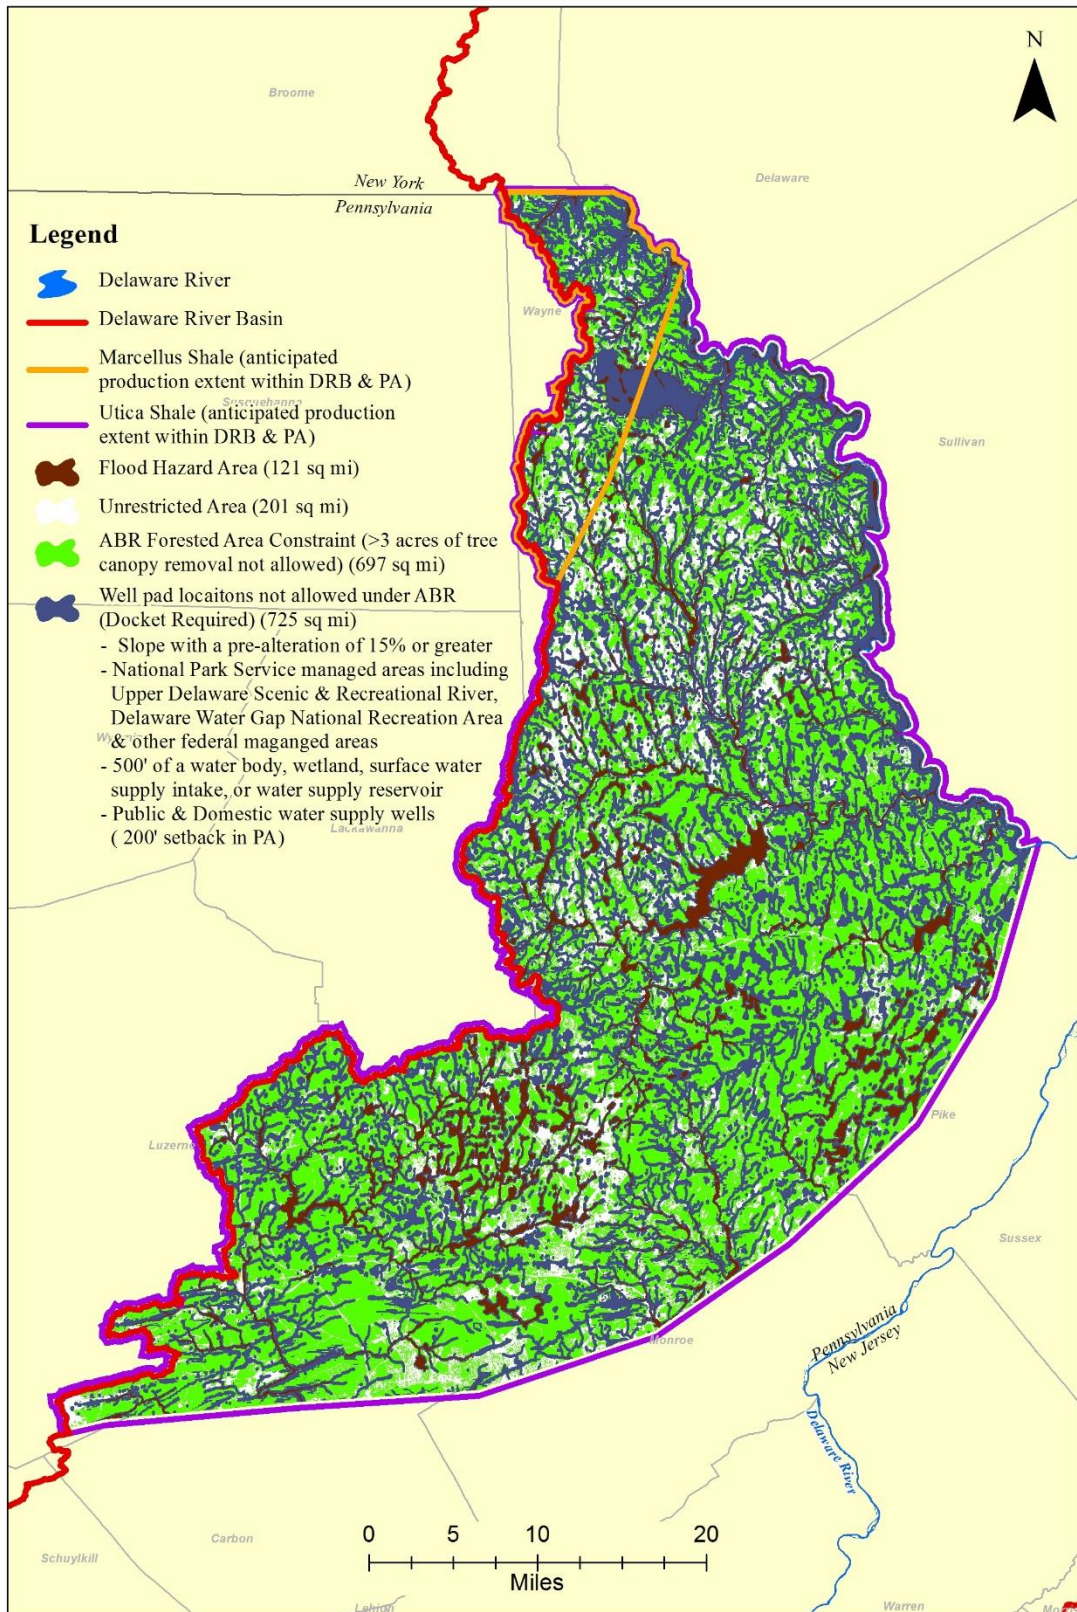 N
Broome
Delaware
New York
Pennsylvania
Legend
Delaware River
Delaware River Basin
Wayne
Marcellus Shale (anticipated
production extent within DRB & PA)
Susquehanna
Utica Shale (anticipated production
extent within DRB & PA)
Sullivan
Flood Hazard Area (121 sq mi)
Unrestricted Area (201 sq mi)
ABR Forested Area Constraint (>3 acres of tree
canopy removal not allowed) (697 sq mi)
Well pad locaitons not allowed under ABR
(Docket Required) (725 sq mi)
- Slope with a pre-alteration of 15% or greater
- National Park Service managed areas including
Upper Delaware Scenic & Recreational River,
Delaware Water Gap National Recreation Area
& other federal maganged areas
- 500' of a water body, wetland, surface water
supply intake, or water supply reservoir
- Public & Domestic water supply wells
( 200' setback in PA)
Lackawanna
Luzerne
Pike
Sussex
Monroe
Pennsylvania
New Jersey
Delaware River
Carbon
Schuylkill
0 5 10 20
Miles
Lehigh
Warren